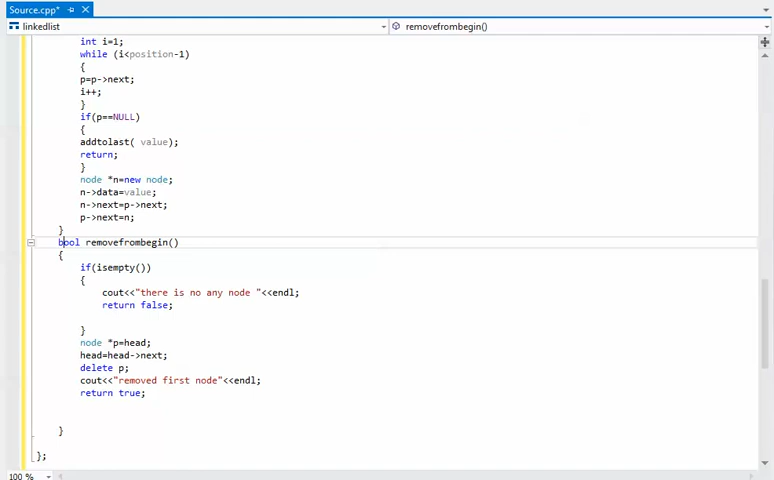 Source.cpp*
linkedlist
removefrombegin()
int i=1;
while (i<position-1)
{
p=p->next;
i++;
}
if(p==NULL)
{
addtolast( value);
return;
}
node *n=new node;
n->data=value;
n->next=p->next;
p->next=n;
}
bool removefrombegin()
{
if(isempty())
{
cout<<"there is no any node "<<endl;
return false;
}
node *p=head;
head=head->next;
delete p;
cout<<"removed first node"<<endl;
return true;
}
};
100 %